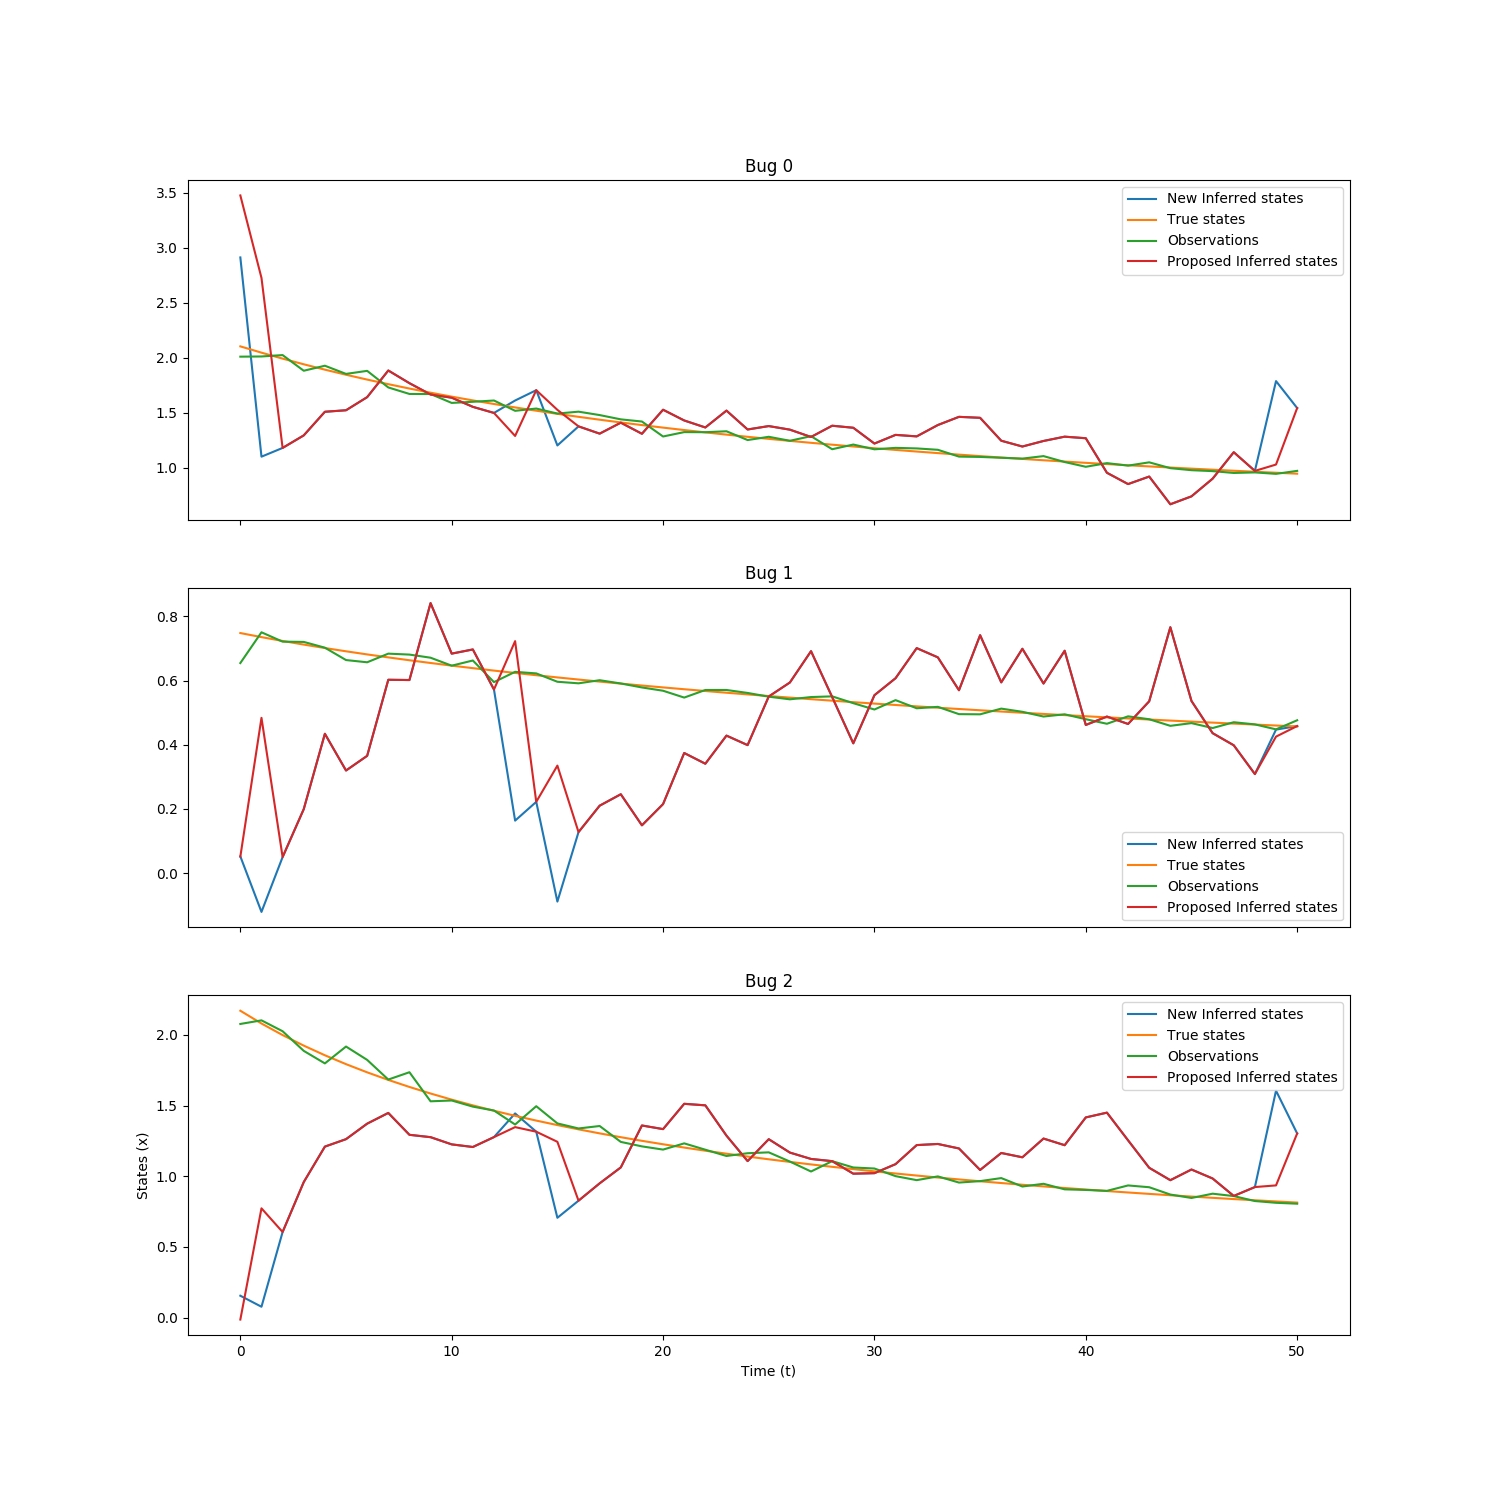 Bug 0
3.5
3.0
2.5
2.0
1.5
1.0
New Inferred states
True states
Observations
Proposed Inferred states
Bug 1
0.8
0.6
0.4
0.2
0.0
New Inferred states
True states
Observations
Proposed Inferred states
Bug 2
States (x)
2.0
1.5
1.0
0.5
0.0
New Inferred states
True states
Observations
Proposed Inferred states
0 10 20 30 40 50
Time (t)